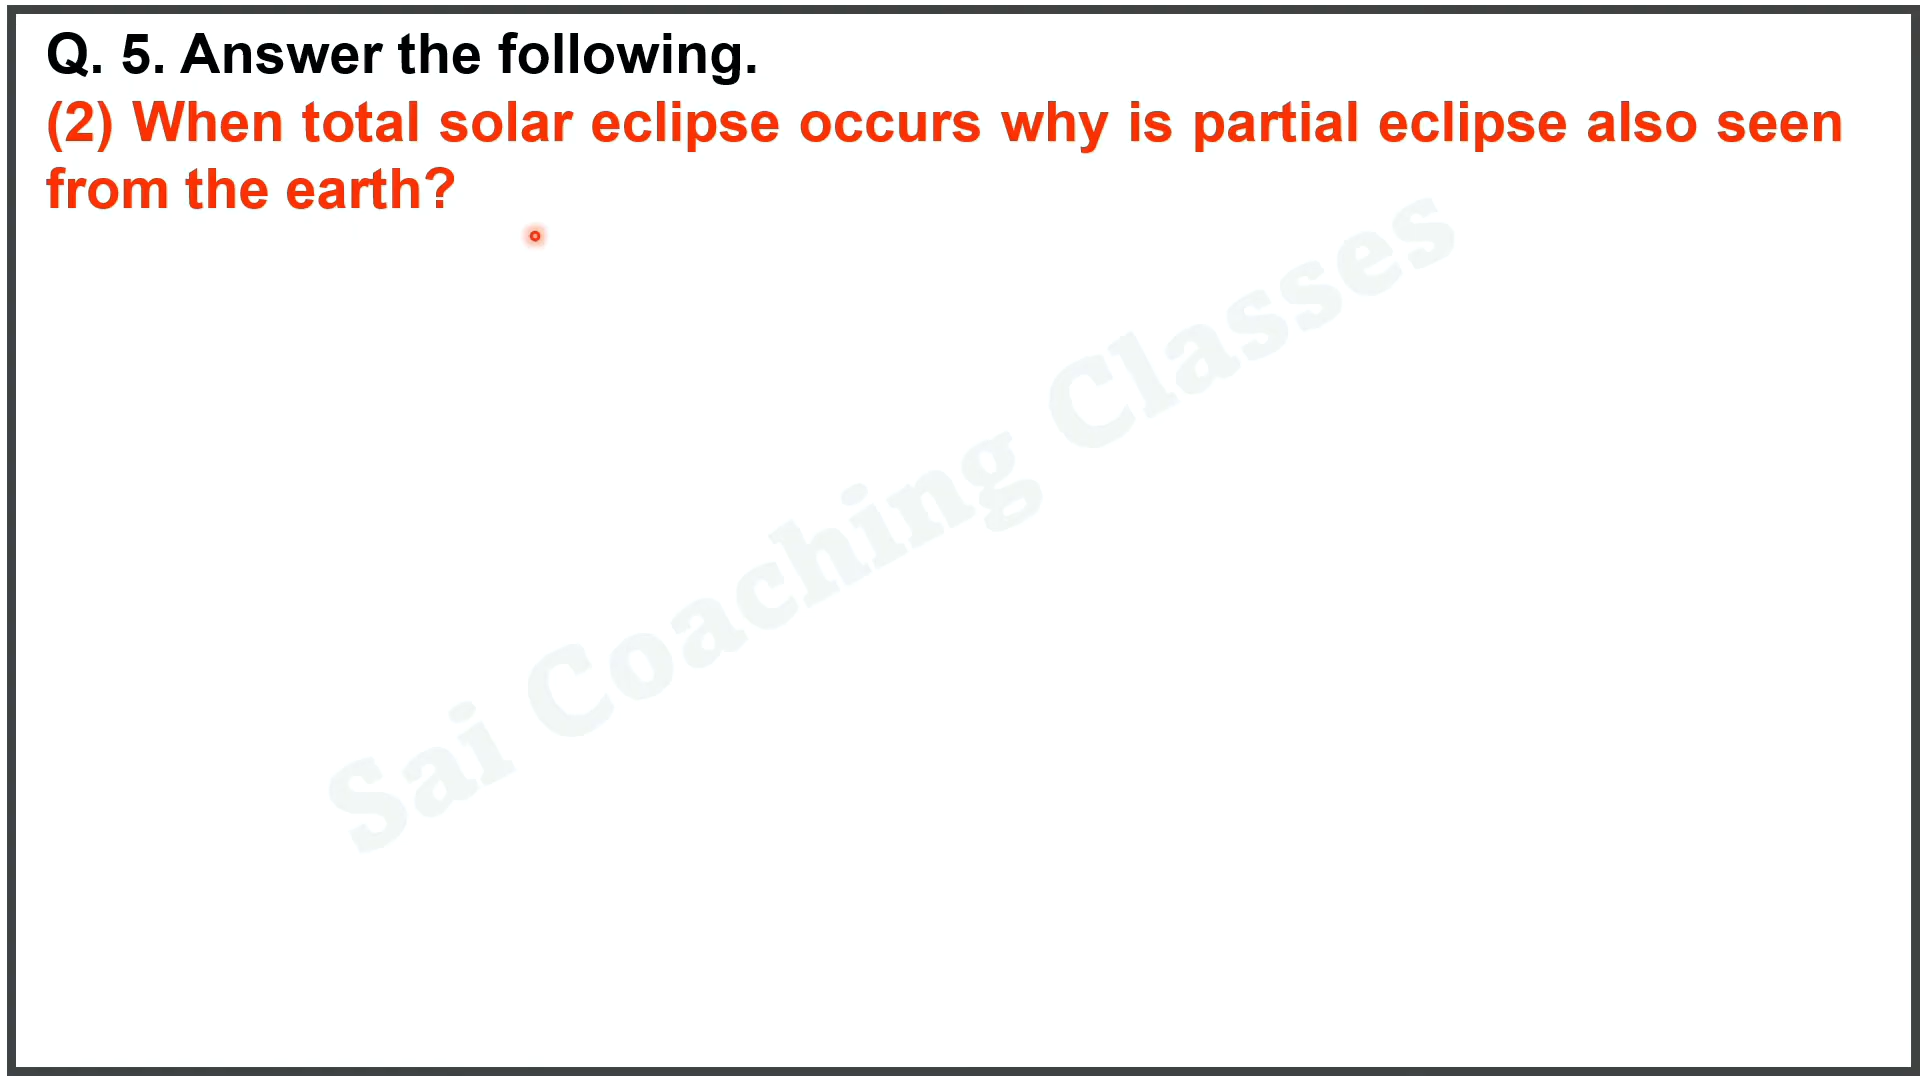 Q. 5. Answer the following.
(2) When total solar eclipse occurs why is partial eclipse also seen
from the earth?
Sai Coaching Classes